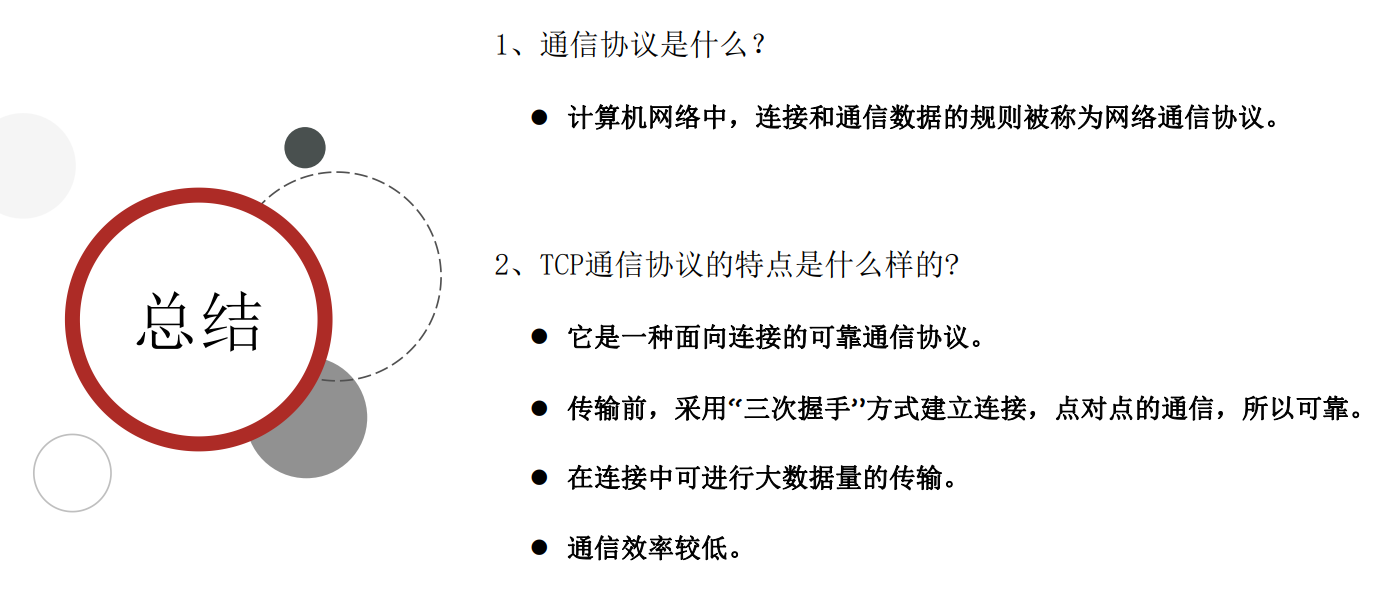 总结
1、通信协议是什么？
● 计算机网络中，连接和通信数据的规则被称为网络通信协议。
2、TCP通信协议的特点是什么样的?
● 它是一种面向连接的可靠通信协议。
● 传输前，采用“三次握手”方式建立连接，点对点的通信，所以可靠。
● 在连接中可进行大数据量的传输。
● 通信效率较低。